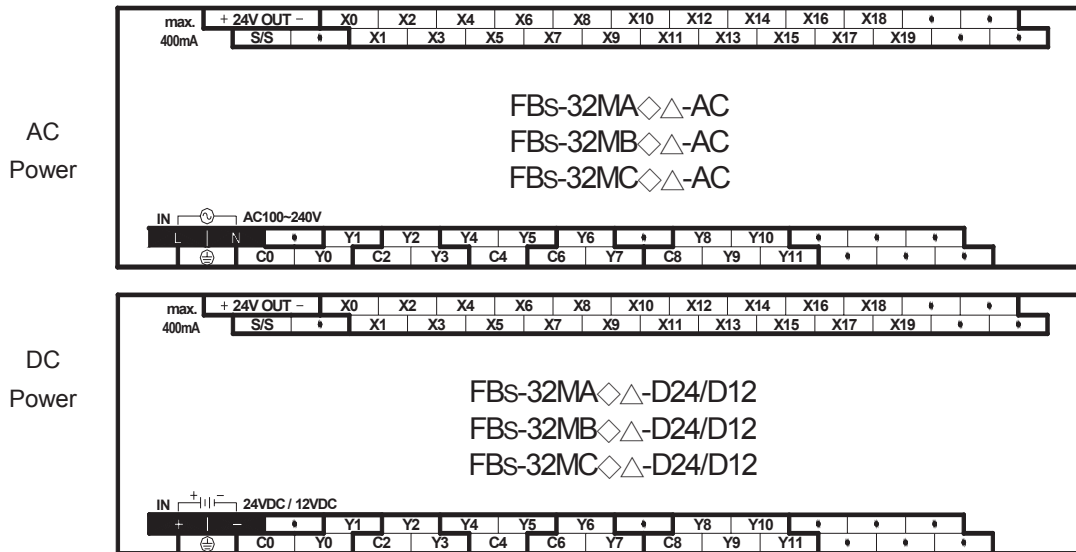 max. + 24V OUT – X0 X2 X4 X6 X8 X10 X12 X14 X16 X18 • •
400mA S/S • X1 X3 X5 X7 X9 X11 X13 X15 X17 X19 • •
AC
Power
FBs-32MA◇△-AC
FBs-32MB◇△-AC
FBs-32MC◇△-AC
IN AC100~240V
L N • Y1 Y2 Y4 Y5 Y6 • Y8 Y10 • • •
C0 Y0 C2 Y3 C4 C6 Y7 C8 Y9 Y11 • • •
max. + 24V OUT – X0 X2 X4 X6 X8 X10 X12 X14 X16 X18 • •
400mA S/S • X1 X3 X5 X7 X9 X11 X13 X15 X17 X19 • •
DC
Power
FBs-32MA◇△-D24/D12
FBs-32MB◇△-D24/D12
FBs-32MC◇△-D24/D12
IN + – 24VDC / 12VDC
+ – • Y1 Y2 Y4 Y5 Y6 • Y8 Y10 • • •
C0 Y0 C2 Y3 C4 C6 Y7 C8 Y9 Y11 • • •